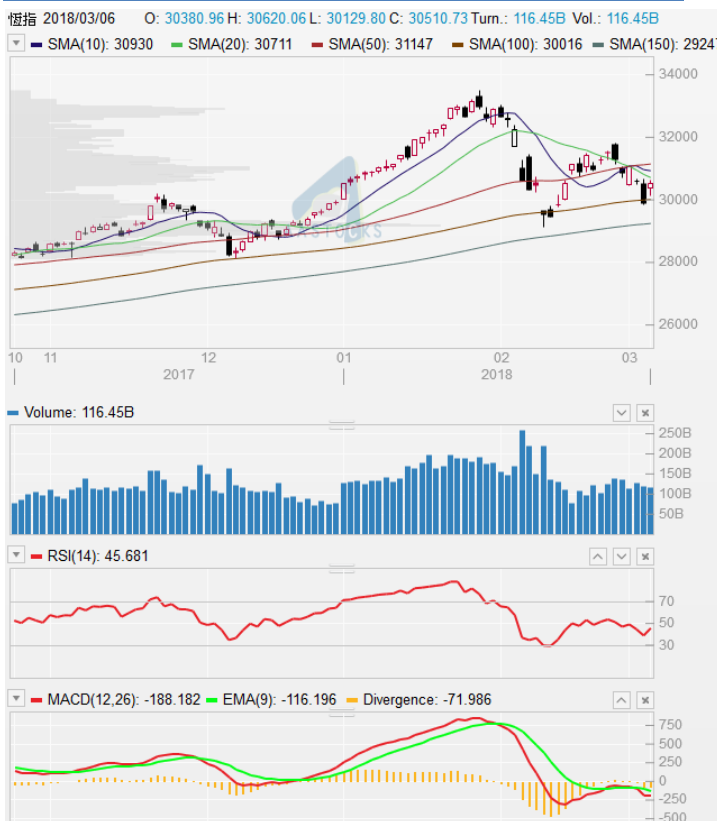 恆指 2018/03/06 O: 30380.96 H: 30620.06 L: 30129.80 C: 30510.73 Turn.: 116.45B Vol.: 116.45B
SMA(10): 30930 SMA(20): 30711 SMA(50): 31147 SMA(100): 30016 SMA(150): 29247
34000
32000
30000
28000
26000
10 11 12 01 02 03
2017 2018
Volume: 116.45B
250B
200B
150B
100B
50B
RSI(14): 45.681
70
50
30
MACD(12,26): -188.182 EMA(9): -116.196 Divergence: -71.986
750
500
250
0
-250
-500